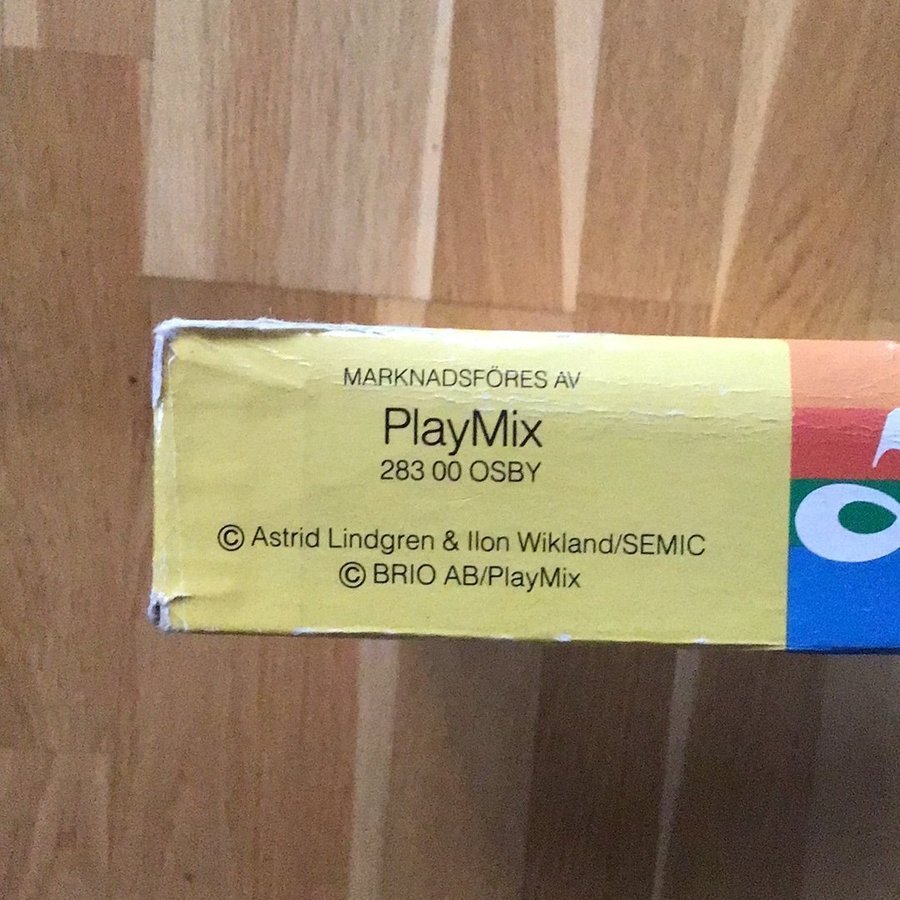 MARKNADSFÖRES AV
PlayMix
283 00 OSBY
© Astrid Lindgren & Ilon Wikland/SEMIC
© BRIO AB/PlayMix